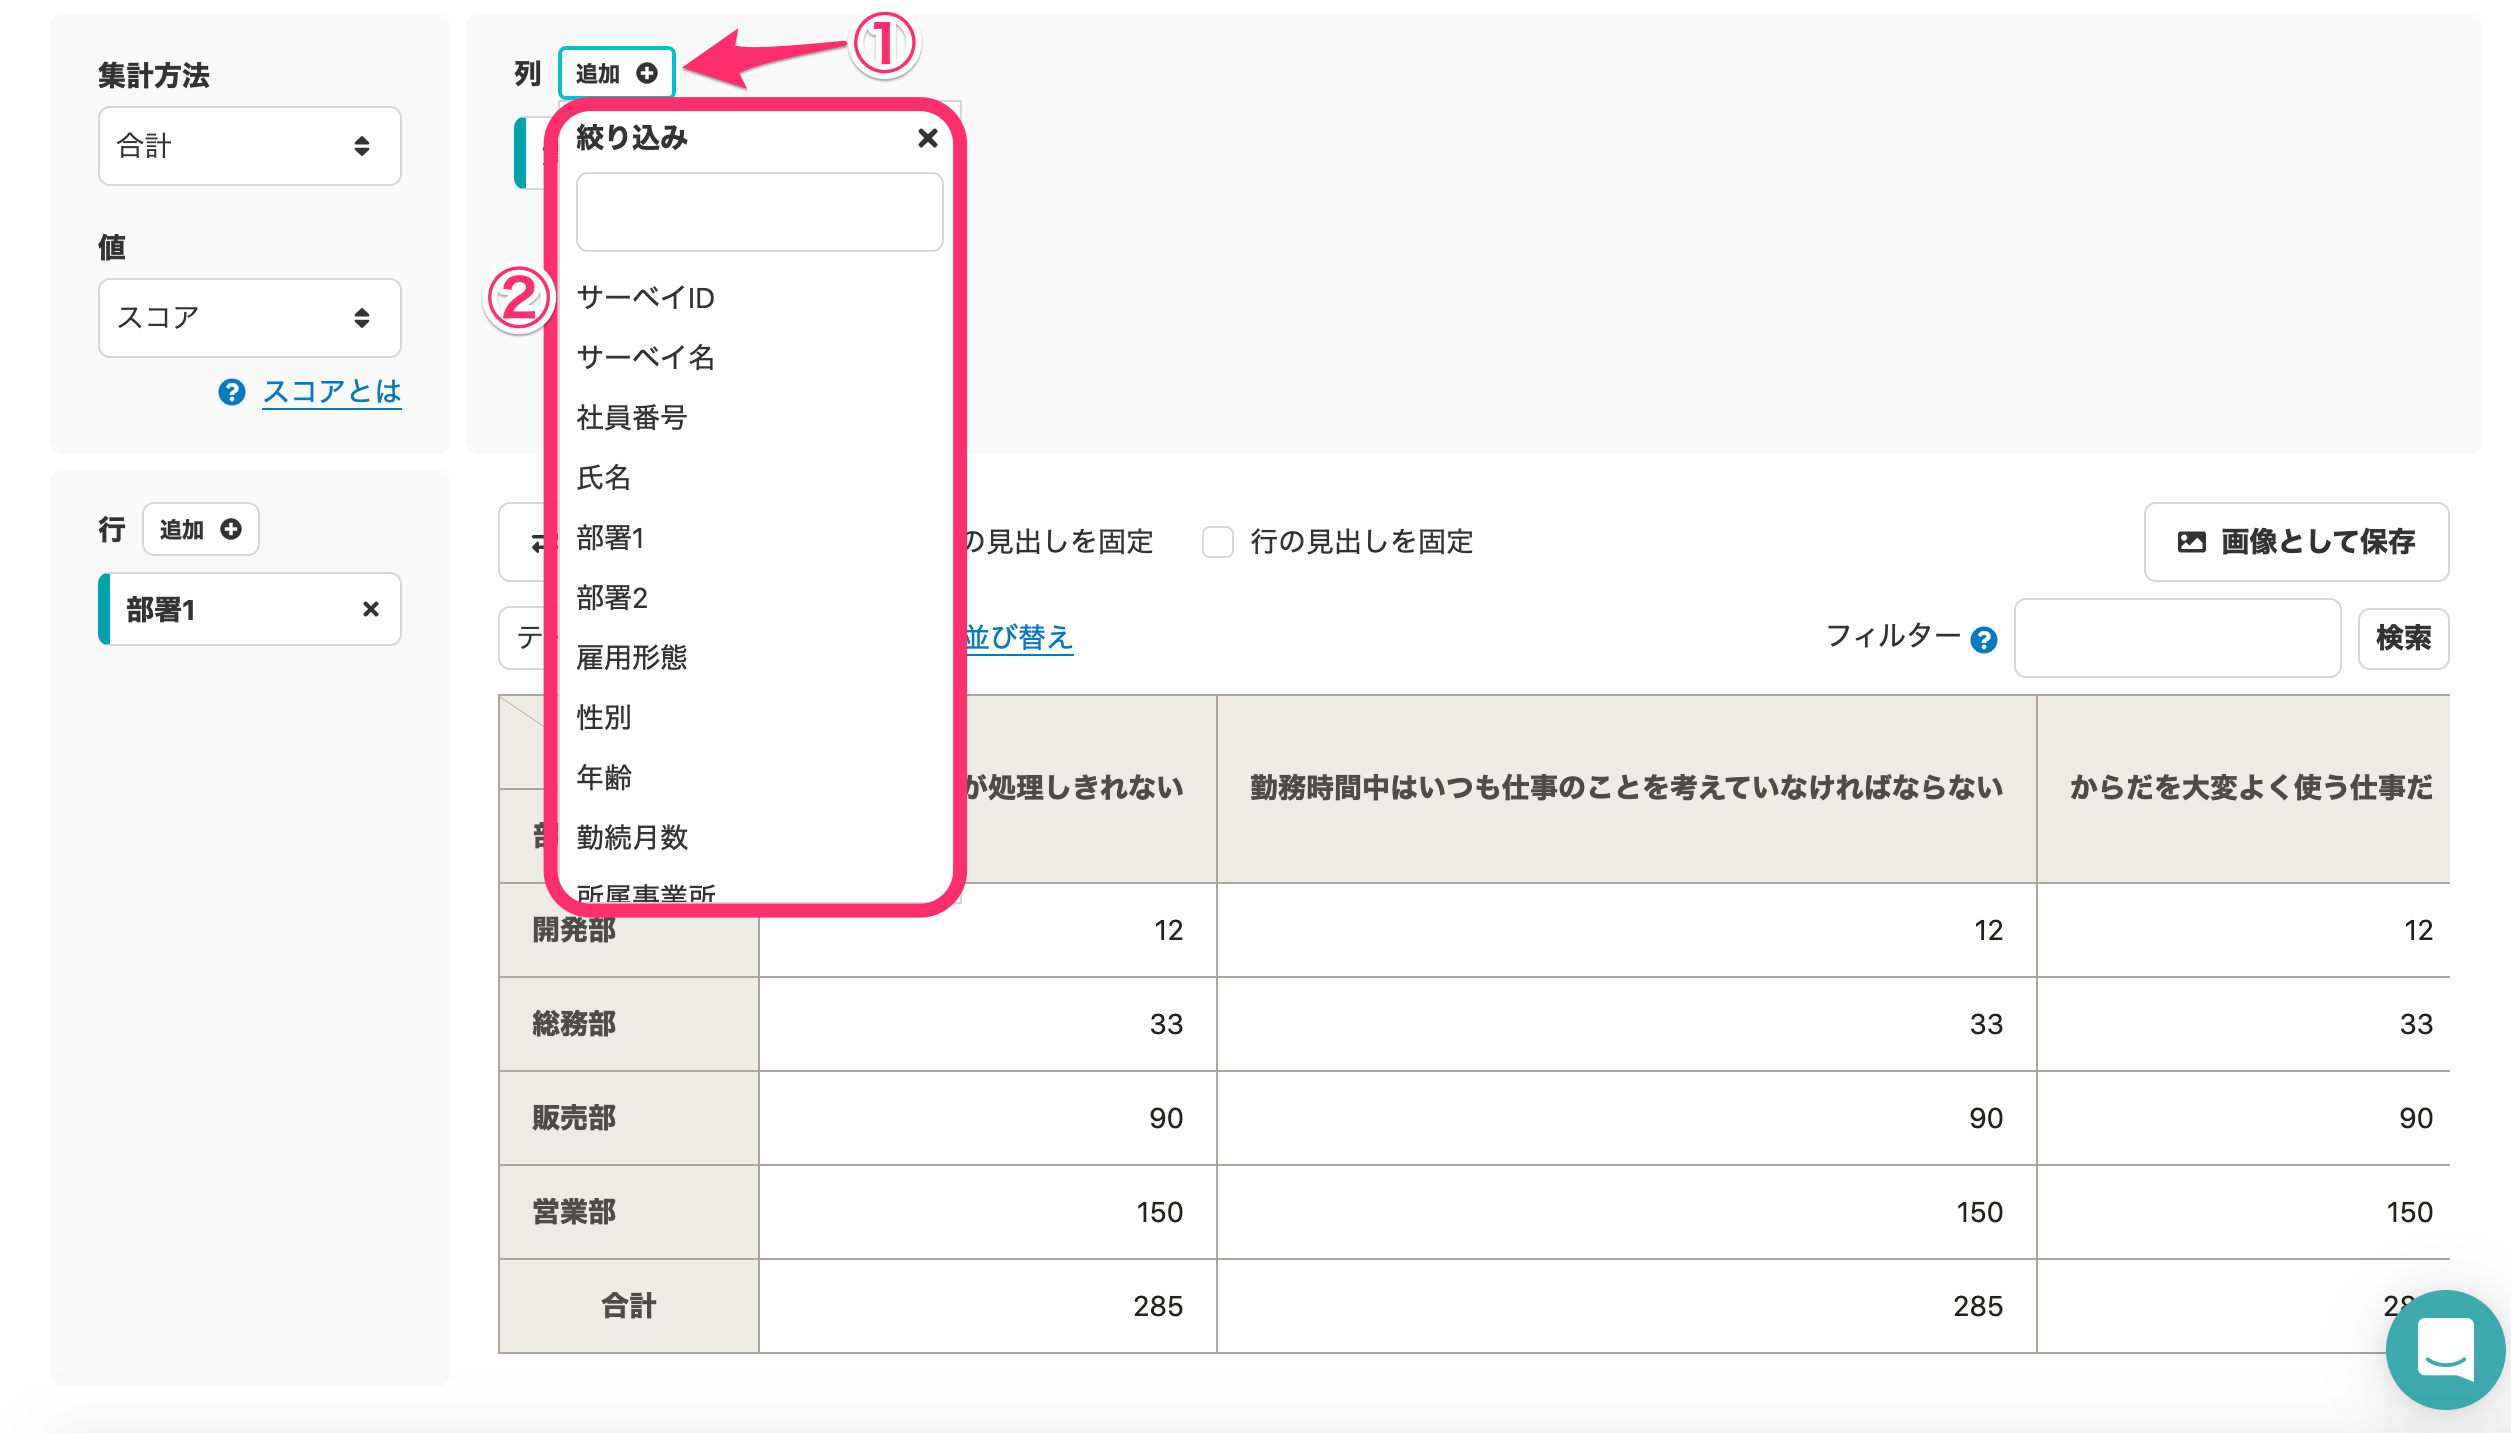 集計方法
合計
値
スコア
スコアとは
列 追加
①
絞り込み
②
サーベイID
サーベイ名
社員番号
氏名
部署1
部署2
雇用形態
性別
年齢
勤続月数
所属事業所
行 追加
部署1
の見出しを固定
行の見出しを固定
画像として保存
テ
並び替え
フィルター
検索
が処理しきれない 勤務時間中はいつも仕事のことを考えていなければならない からだを大変よく使う仕事だ
開発部 12 12 12
総務部 33 33 33
販売部 90 90 90
営業部 150 150 150
合計 285 285